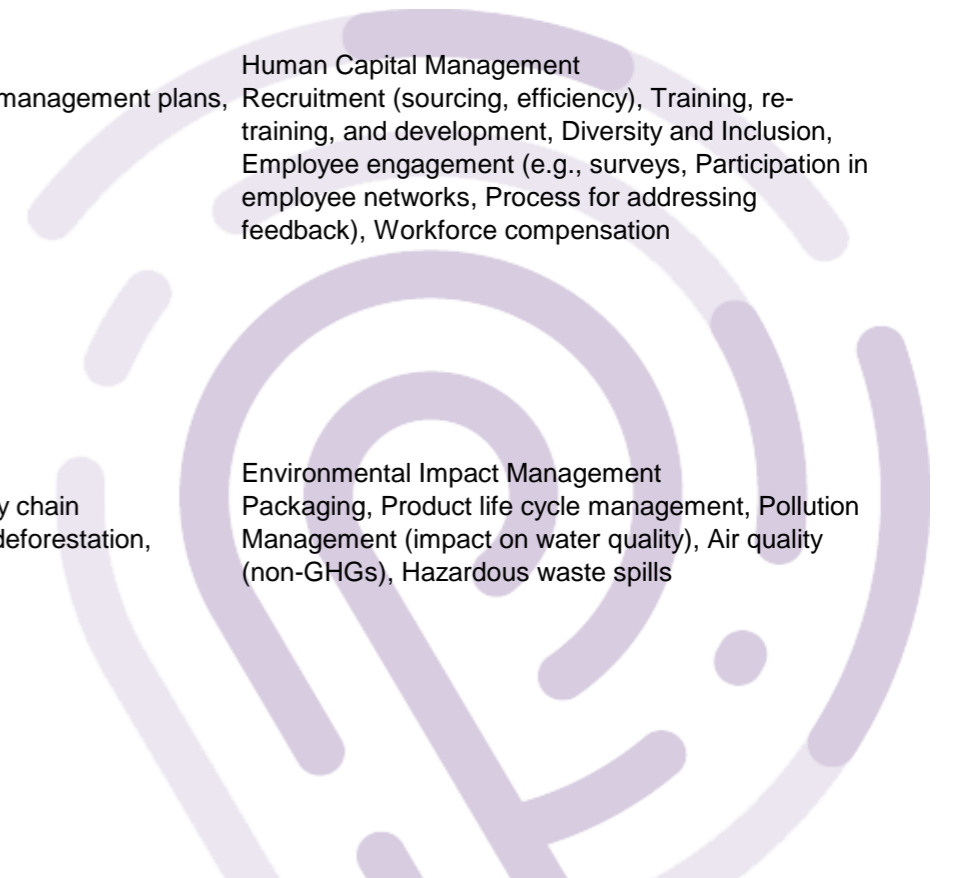 Human Capital Management
management plans, Recruitment (sourcing, efficiency), Training, re-
training, and development, Diversity and Inclusion,
Employee engagement (e.g., surveys, Participation in
employee networks, Process for addressing
feedback), Workforce compensation
Environmental Impact Management
y chain Packaging, Product life cycle management, Pollution
deforestation, Management (impact on water quality), Air quality
(non-GHGs), Hazardous waste spills